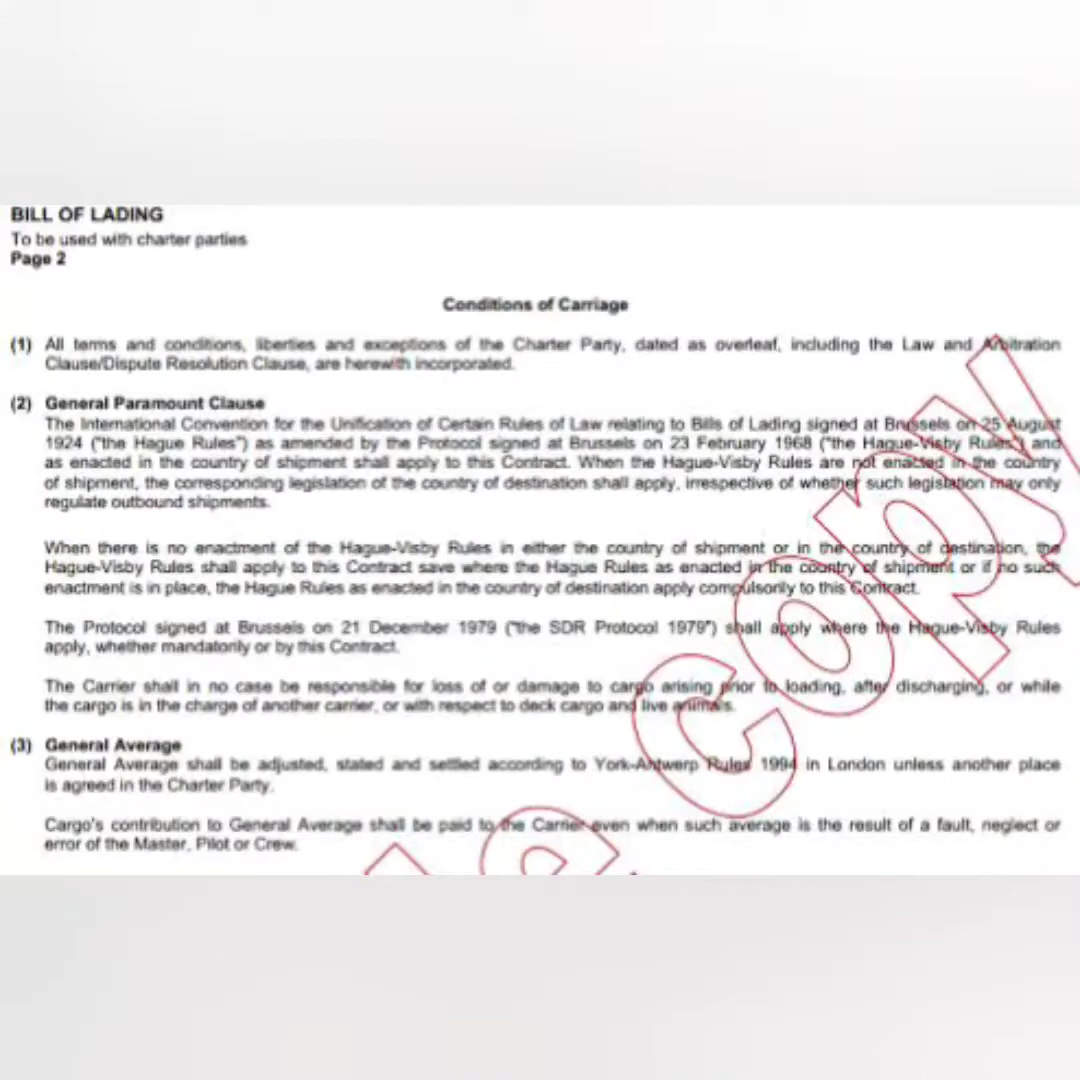 BILL OF LADING
To be used with charter parties
Page 2
Conditions of Carriage
(1) All terms and conditions, liberties and exceptions of the Charter Party, dated as overleaf, including the Law and Arbitration
Clause/Dispute Resolution Clause, are herewith incorporated.
(2) General Paramount Clause
The International Convention for the Unification of Certain Rules of Law relating to Bills of Lading signed at Brussels on 25 August
1924 ("the Hague Rules") as amended by the Protocol signed at Brussels on 23 February 1968 ("the Hague-Visby Rules") and
as enacted in the country of shipment shall apply to this Contract. When the Hague-Visby Rules are not enacted in the country
of shipment, the corresponding legislation of the country of destination shall apply, irrespective of whether such legislation may only
regulate outbound shipments.
When there is no enactment of the Hague-Visby Rules in either the country of shipment or in the country of destination, the
Hague-Visby Rules shall apply to this Contract save where the Hague Rules as enacted in the country of shipment or if no such
enactment is in place, the Hague Rules as enacted in the country of destination apply compulsorily to this Contract.
The Protocol signed at Brussels on 21 December 1979 ("the SDR Protocol 1979") shall apply where the Hague-Visby Rules
apply, whether mandatorily or by this Contract.
The Carrier shall in no case be responsible for loss of or damage to cargo arising prior to loading, after discharging, or while
the cargo is in the charge of another carrier, or with respect to deck cargo and live animals.
(3) General Average
General Average shall be adjusted, stated and settled according to York-Antwerp Rules 1994 in London unless another place
is agreed in the Charter Party.
Cargo's contribution to General Average shall be paid to the Carrier even when such average is the result of a fault, neglect or
error of the Master, Pilot or Crew.
copy